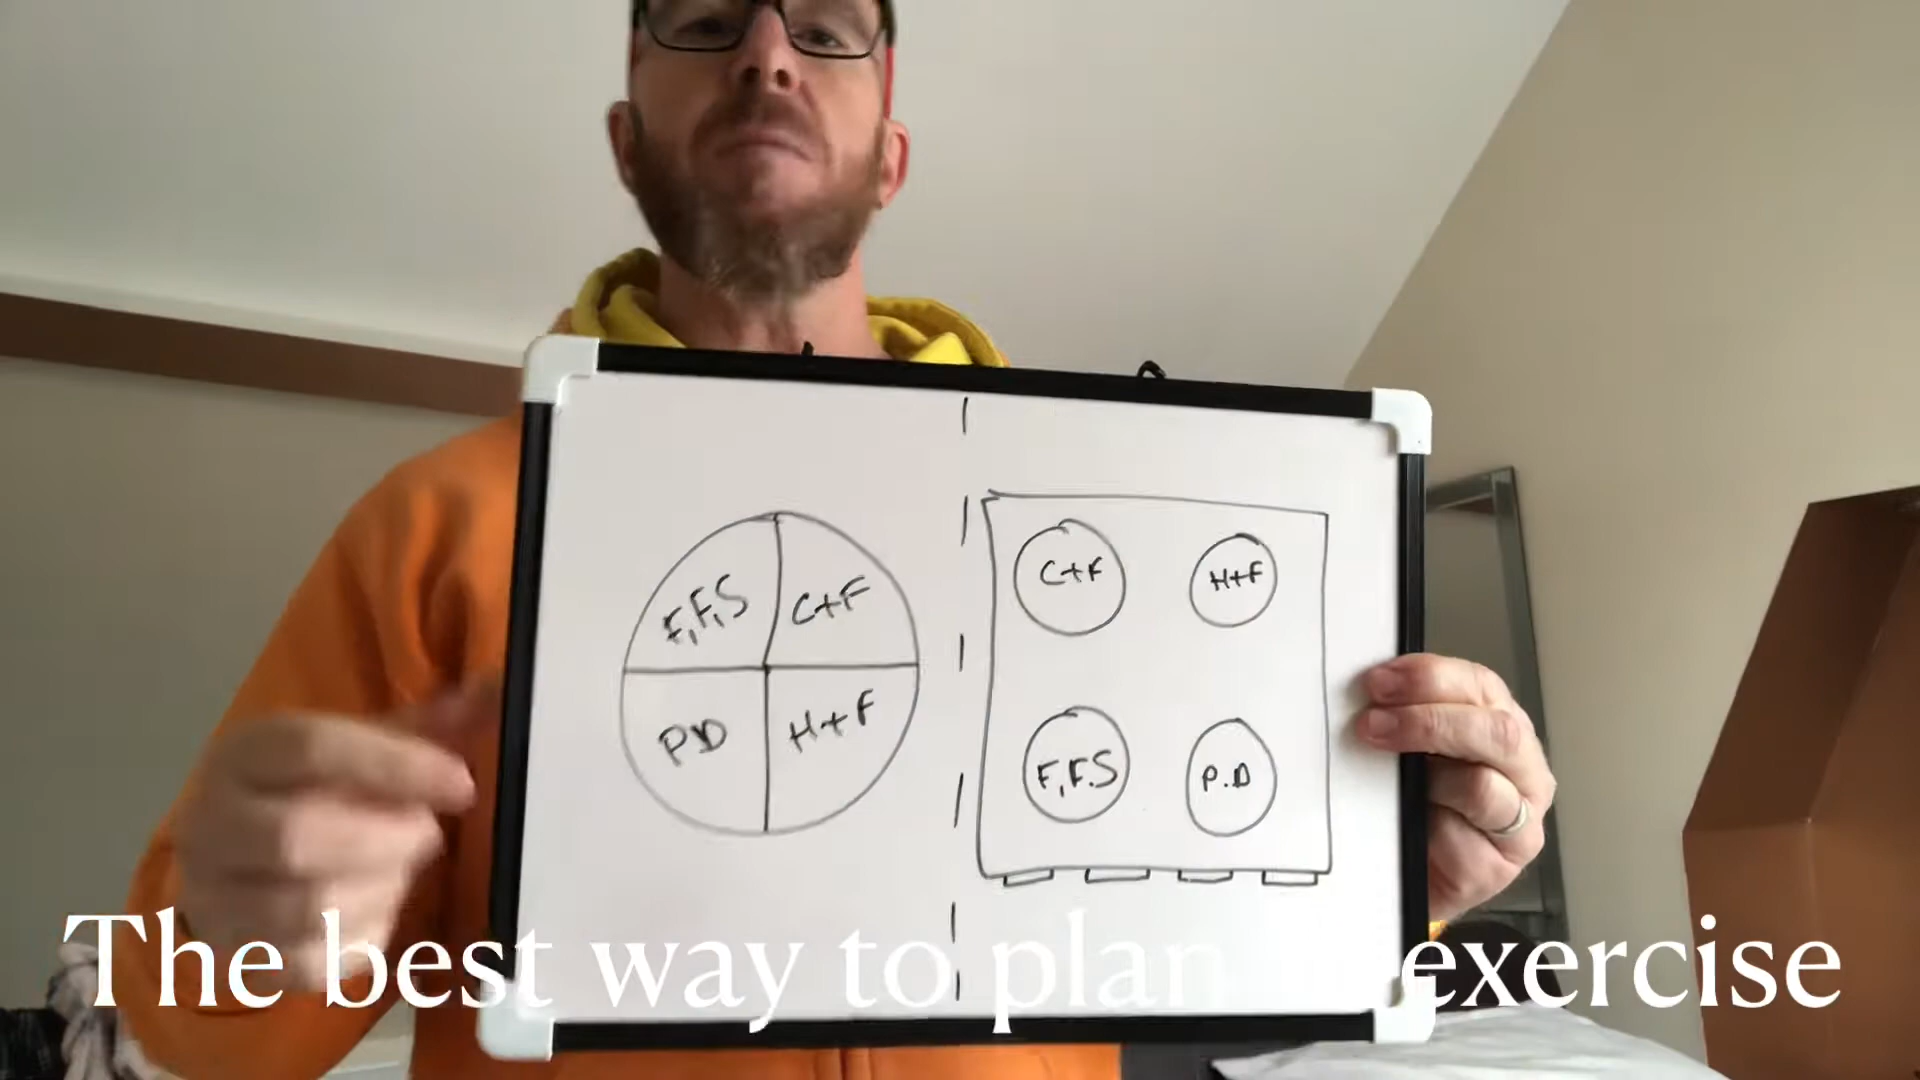 F,F,S
C+F
PD
H+F
C+F
H+F
F,F.S
P.D
The best way to plan exercise